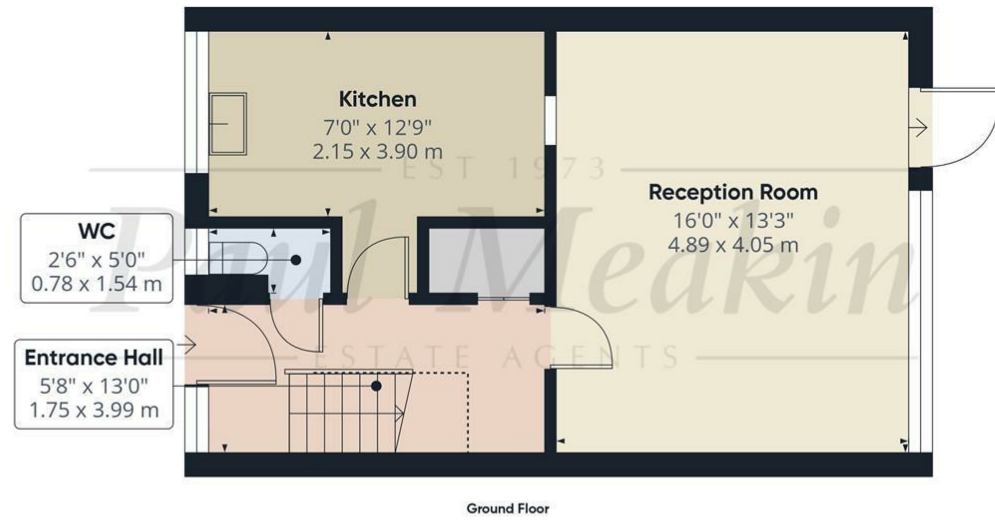 Kitchen
7'0" x 12'9"
2.15 x 3.90 m
EST 1973
Reception Room
16'0" x 13'3"
4.89 x 4.05 m
WC
2'6" x 5'0"
0.78 x 1.54 m
Paul Meakin
Entrance Hall
5'8" x 13'0"
1.75 x 3.99 m
ESTATE AGENTS
Ground Floor